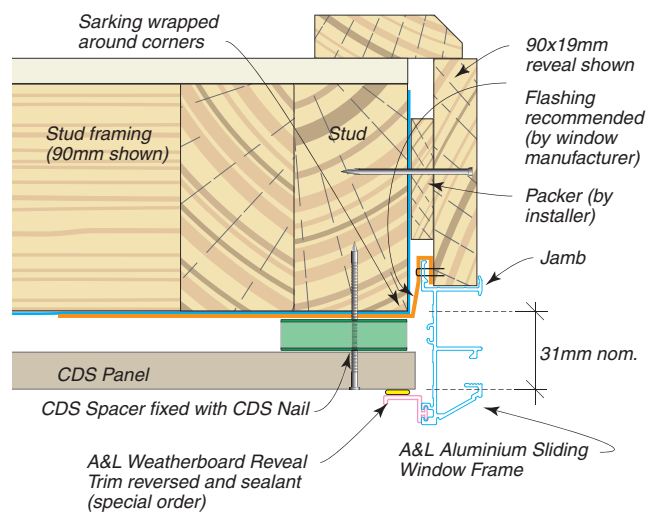 Sarking wrapped
around corners
90x19mm
reveal shown
Flashing
recommended
(by window
manufacturer)
Stud framing
(90mm shown)
Stud
Packer (by
installer)
Jamb
31mm nom.
CDS Panel
CDS Spacer fixed with CDS Nail
A&L Aluminium Sliding
Window Frame
A&L Weatherboard Reveal
Trim reversed and sealant
(special order)